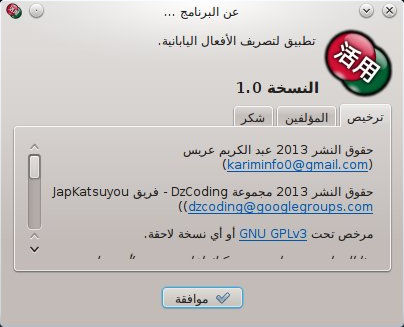 عن البرنامج ...
تطبيق لتصريف الأفعال اليابانية.
活用
النسخة 1.0
ترخيص
المؤلفين
شكر
حقوق النشر 2013 عبد الكريم عريس
(kariminfo0@gmail.com)
حقوق النشر 2013 مجموعة DzCoding - فريق JapKatsuyou
((dzcoding@googlegroups.com
مرخص تحت GNU GPLv3 أو أي نسخة لاحقة.
موافقة